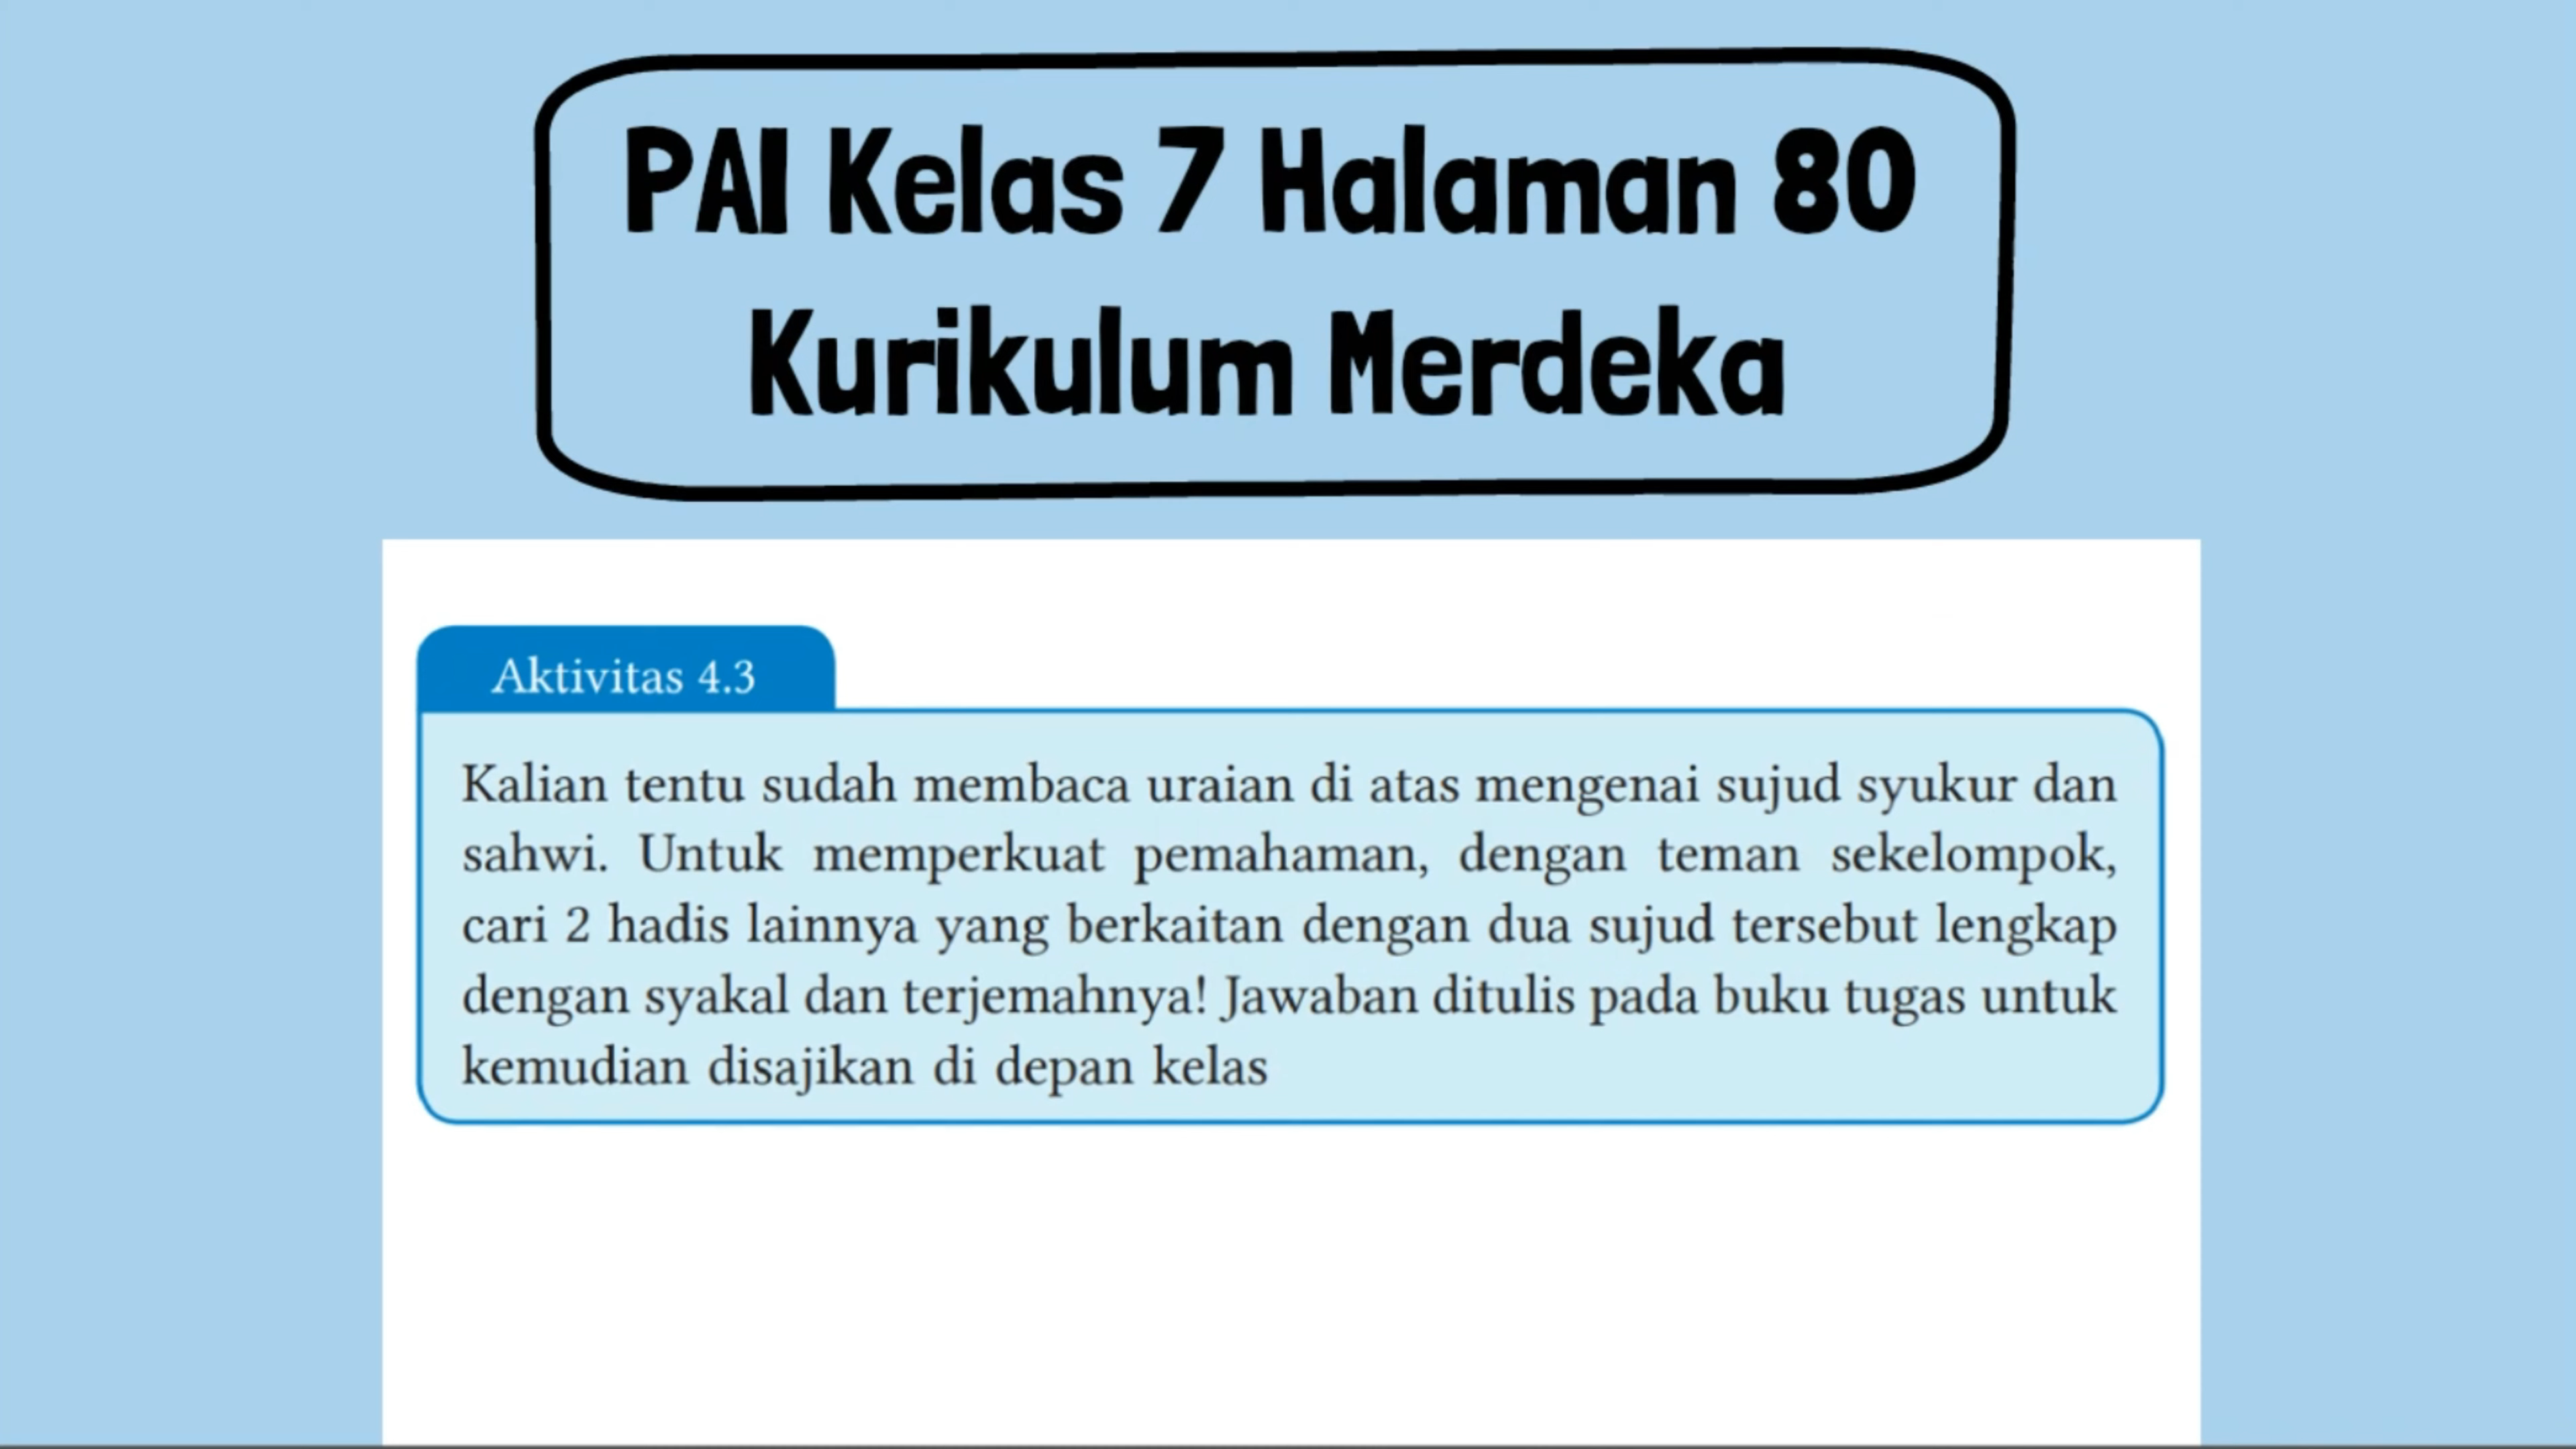 PAI Kelas 7 Halaman 80
Kurikulum Merdeka
Aktivitas 4.3
Kalian tentu sudah membaca uraian di atas mengenai sujud syukur dan
sahwi. Untuk memperkuat pemahaman, dengan teman sekelompok,
cari 2 hadis lainnya yang berkaitan dengan dua sujud tersebut lengkap
dengan syakal dan terjemahnya! Jawaban ditulis pada buku tugas untuk
kemudian disajikan di depan kelas